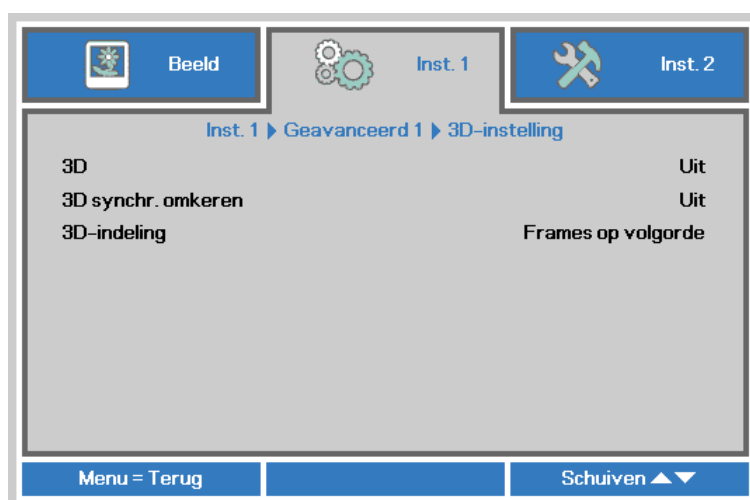 Beeld
Inst. 1
Inst. 2
Inst. 1 ▶ Geavanceerd 1 ▶ 3D-instelling
3D Uit
3D synchr. omkeren Uit
3D-indeling Frames op volgorde
Menu = Terug
Schuiven ▲▼